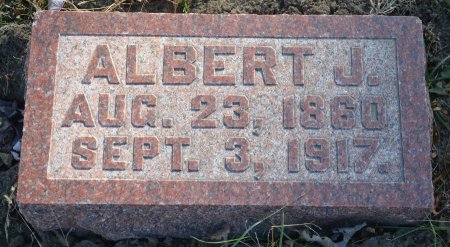 ALBERT J.
AUG. 23, 1860
SEPT. 3, 1917.